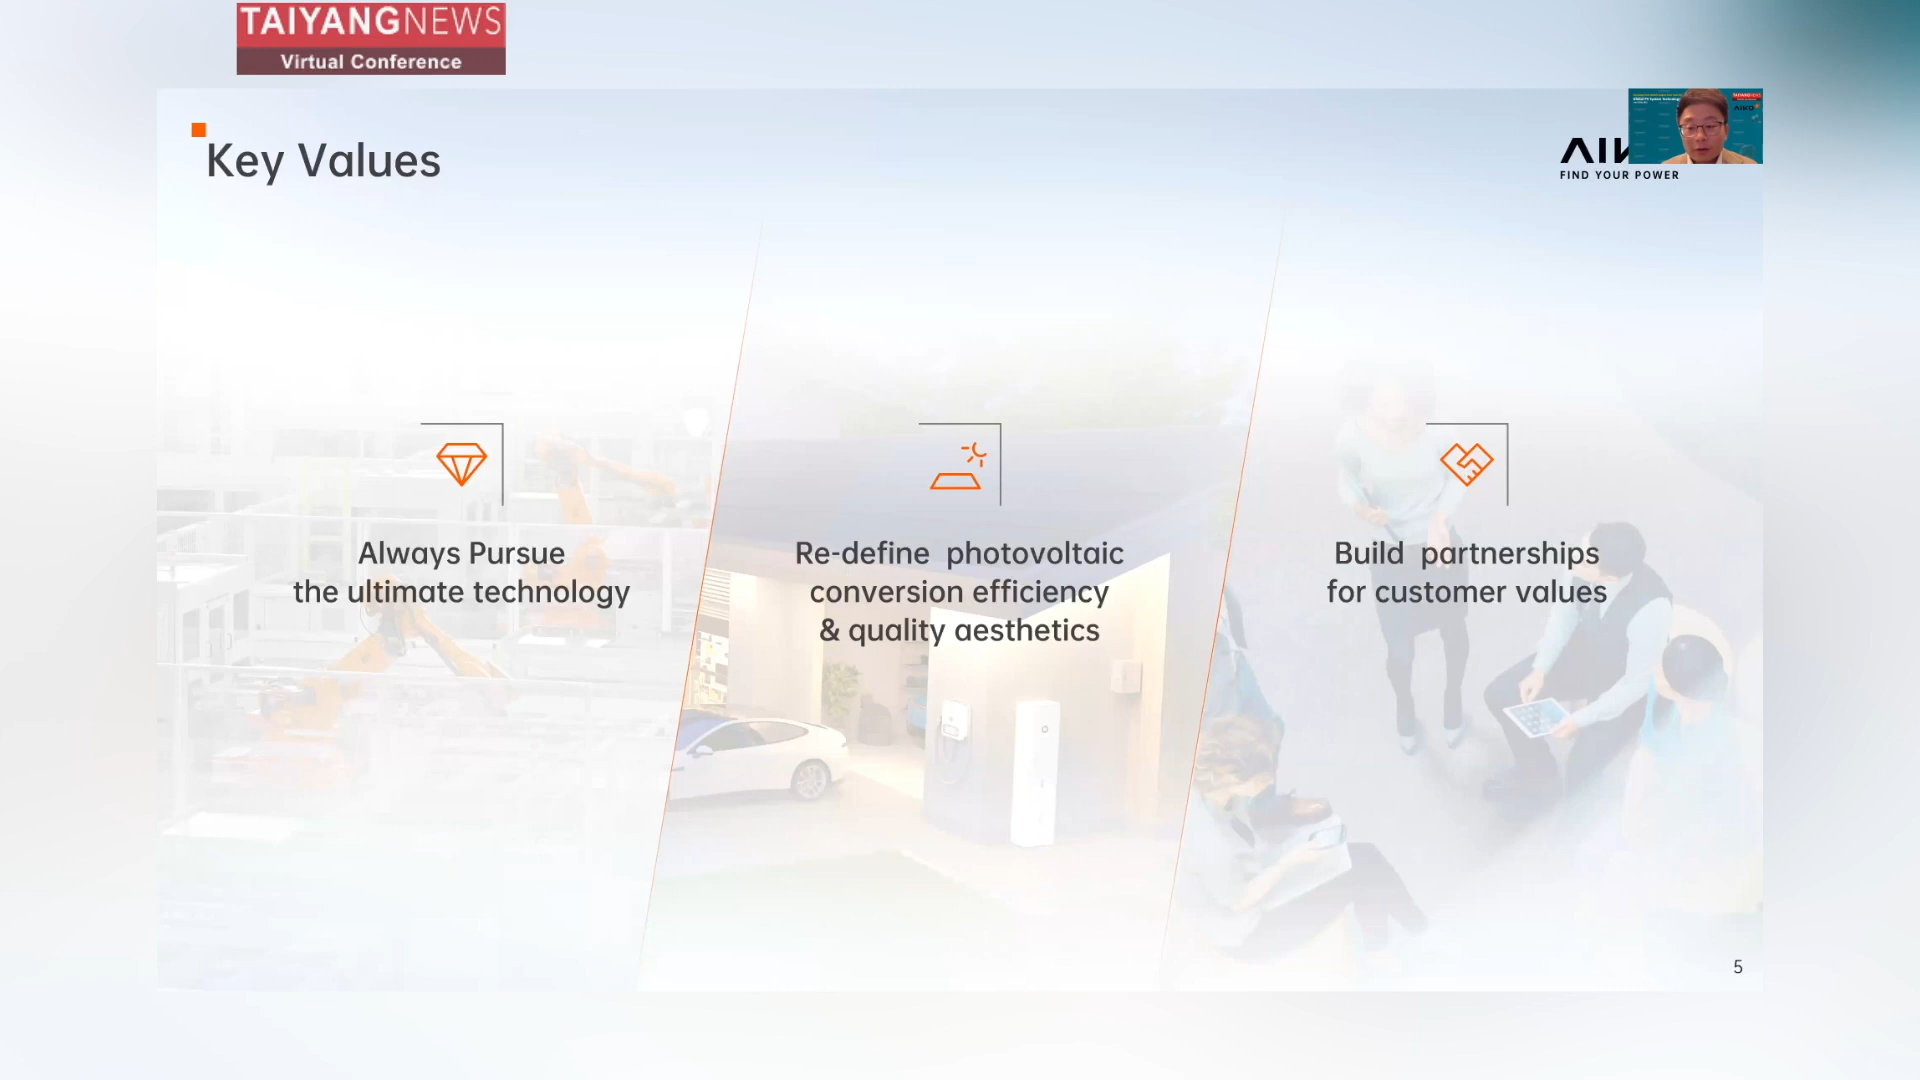 TAIYANGNEWS
Virtual Conference
Key Values
FIND YOUR POWER
Always Pursue
the ultimate technology
Re-define photovoltaic
conversion efficiency
& quality aesthetics
Build partnerships
for customer values
5